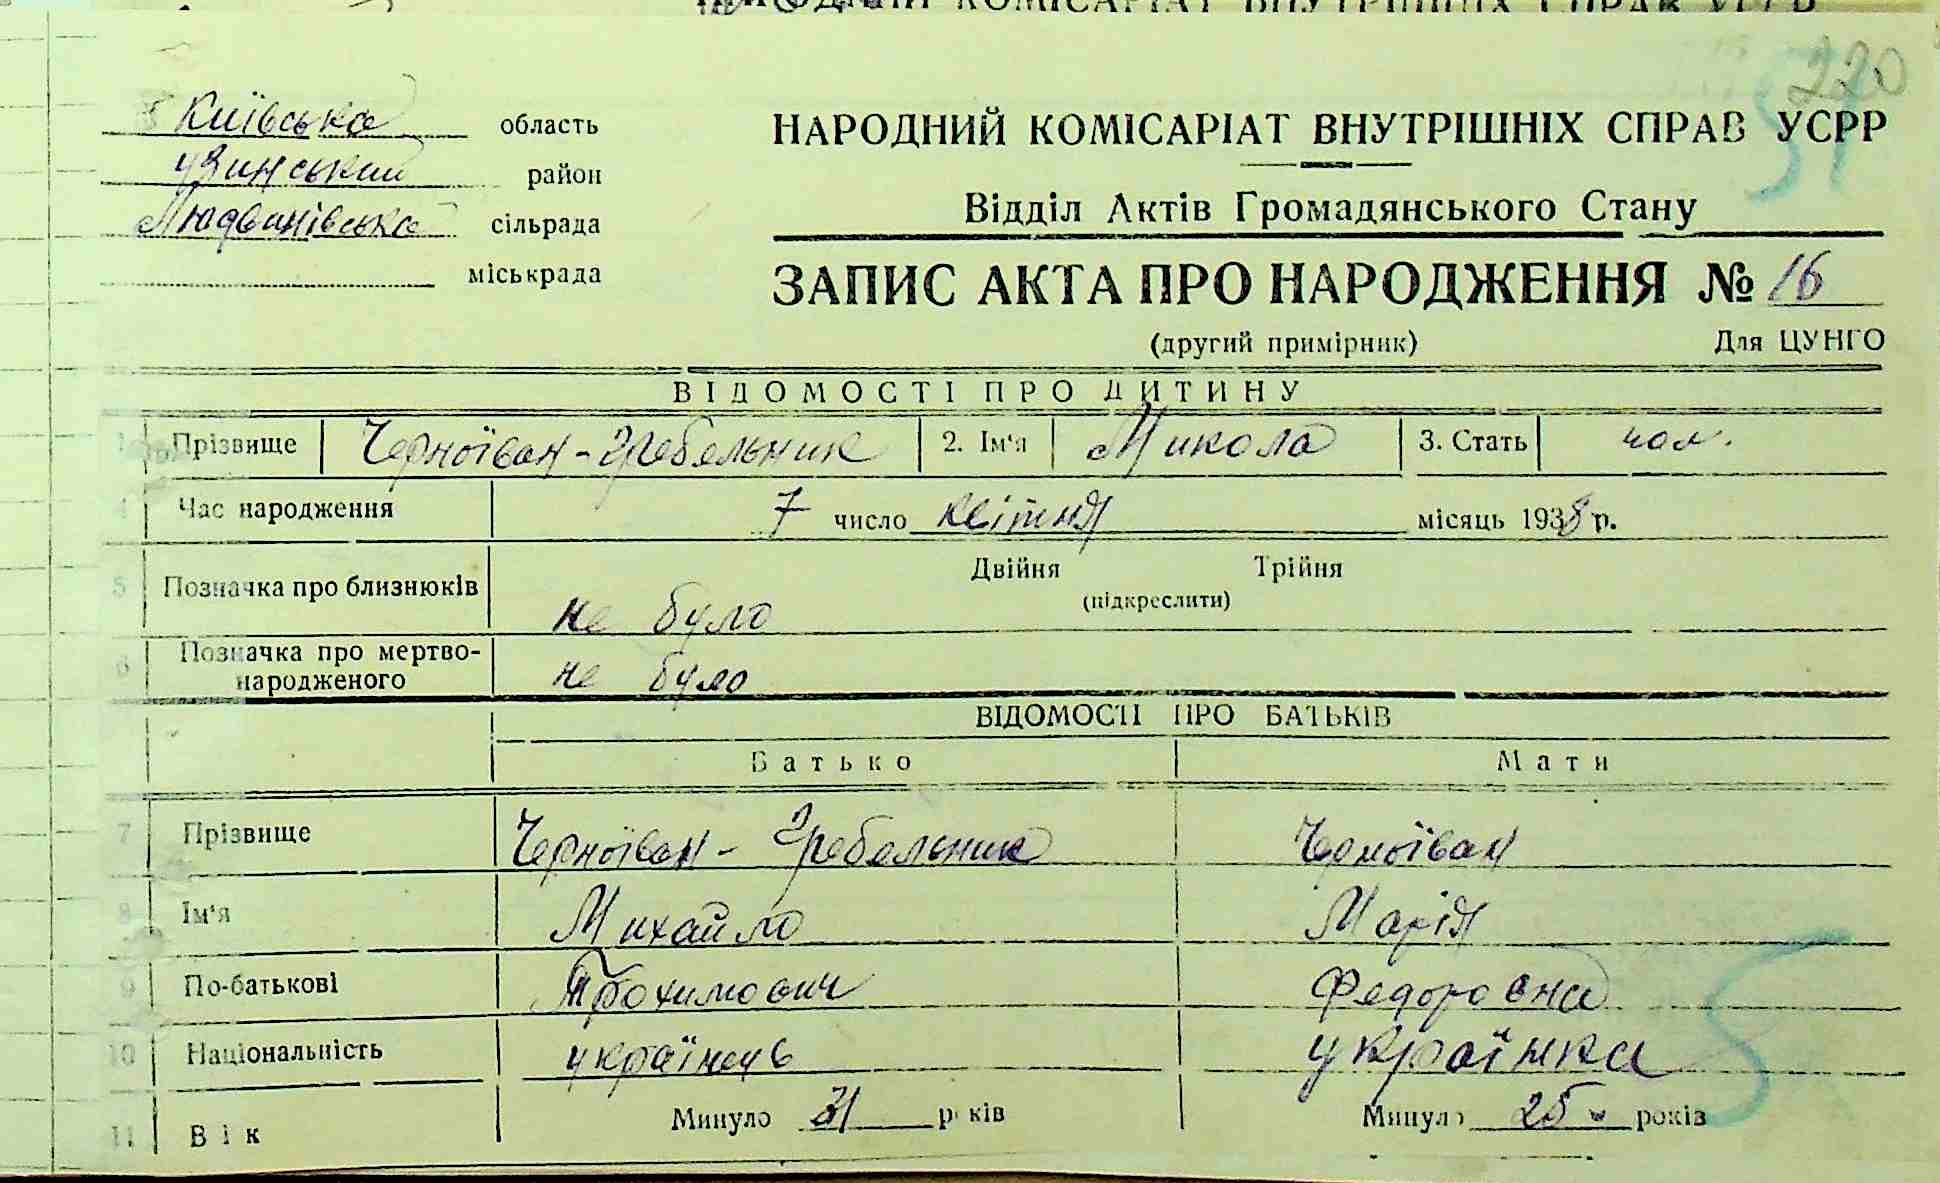 220
Київська область
Узинський район
Людвинівська сільрада
міськрада
НАРОДНИЙ КОМІСАРІАТ ВНУТРІШНІХ СПРАВ УСРР
Відділ Актів Громадянського Стану
ЗАПИС АКТА ПРО НАРОДЖЕННЯ № 16
(другий примірник) Для ЦУНГО
ВІДОМОСТІ ПРО ДИТИНУ
1 Прізвище Черноїван-Гребельник 2. Ім'я Микола 3. Стать чол.
4 Час народження 7 число квітня місяць 1938 р.
5 Позначка про близнюків не було Двійня Трійня
(підкреслити)
6 Позначка про мертво-
народженого не було
ВІДОМОСТІ ПРО БАТЬКІВ
Батько Мати
7 Прізвище Черноїван-Гребельник Черноїван
8 Ім'я Михайло Марія
9 По-батькові Трохимович Федоровна
10 Національність українець українка
11 Вік Минуло 31 років Минуло 25 років